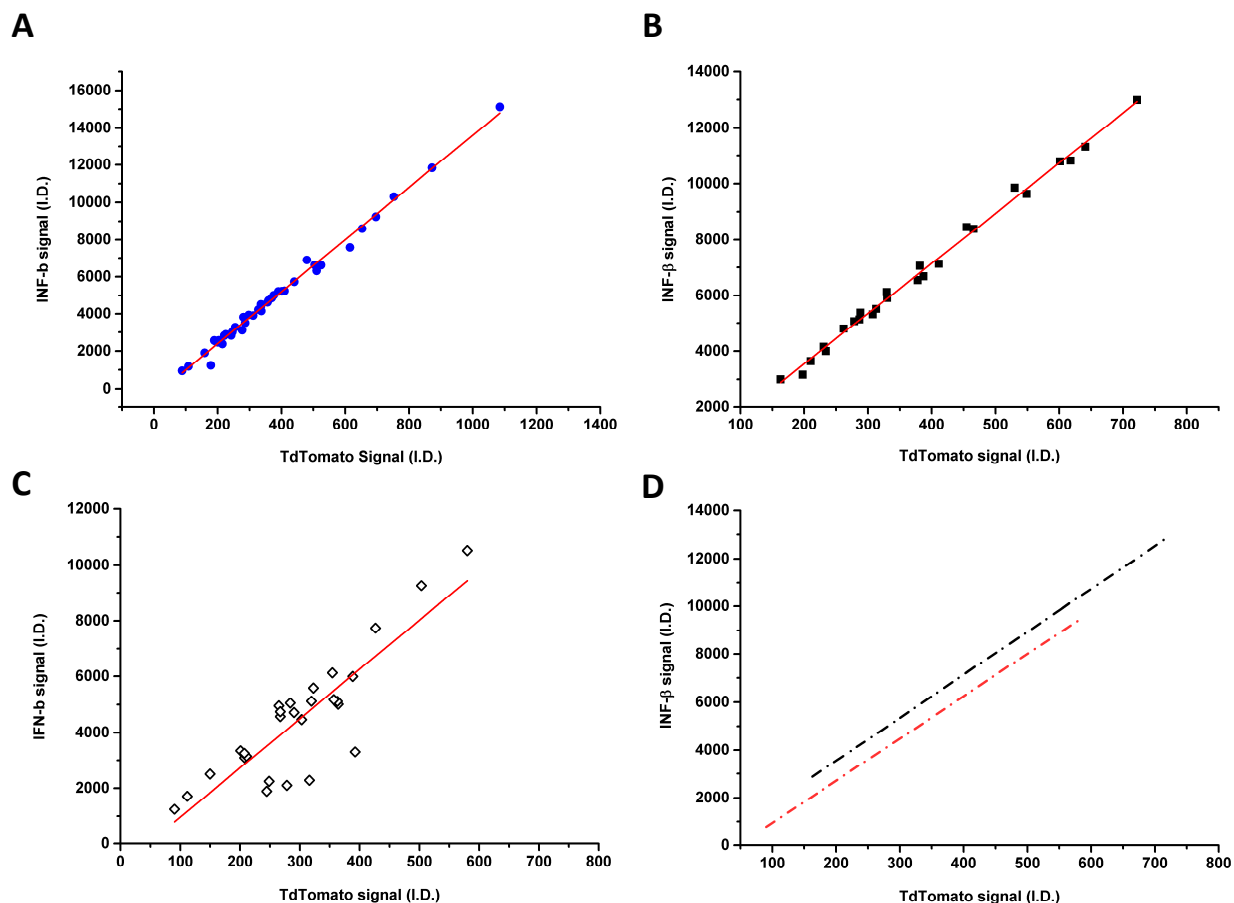 A
16000
14000
12000
10000
8000
6000
4000
2000
0
INF-b signal (I.D.)
0 200 400 600 800 1000 1200 1400
TdTomato Signal (I.D.)
B
14000
12000
10000
8000
6000
4000
2000
INF-β signal (I.D.)
100 200 300 400 500 600 700 800
TdTomato signal (I.D.)
C
12000
10000
8000
6000
4000
2000
0
IFN-b signal (I.D.)
0 100 200 300 400 500 600 700 800
TdTomato signal (I.D.)
D
14000
12000
10000
8000
6000
4000
2000
0
INF-β signal (I.D.)
100 200 300 400 500 600 700 800
TdTomato signal (I.D.)